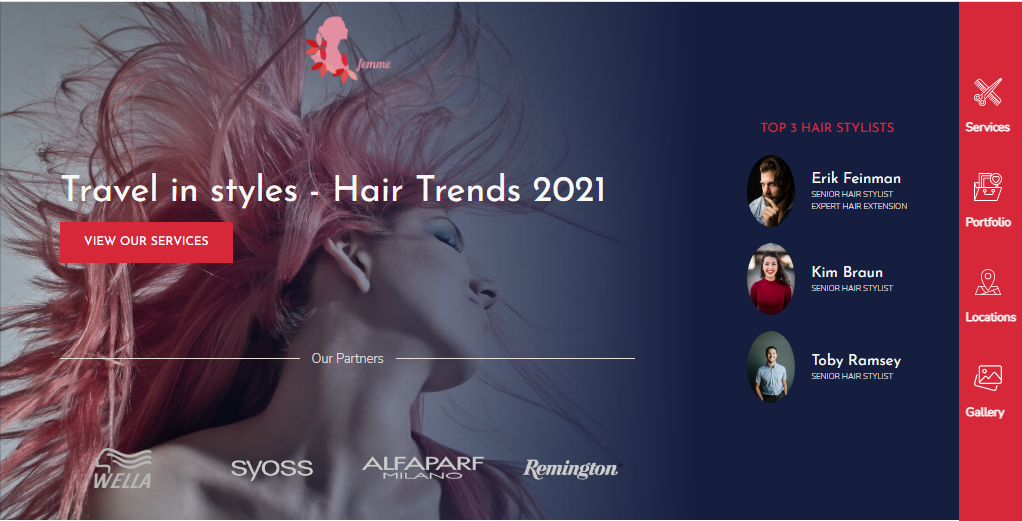 femme
Travel in styles - Hair Trends 2021
VIEW OUR SERVICES
Our Partners
WELLA
syoss
ALFAPARF
MILANO
Remington
TOP 3 HAIR STYLISTS
Erik Feinman
SENIOR HAIR STYLIST
EXPERT HAIR EXTENSION
Kim Braun
SENIOR HAIR STYLIST
Toby Ramsey
SENIOR HAIR STYLIST
Services
Portfolio
Locations
Gallery